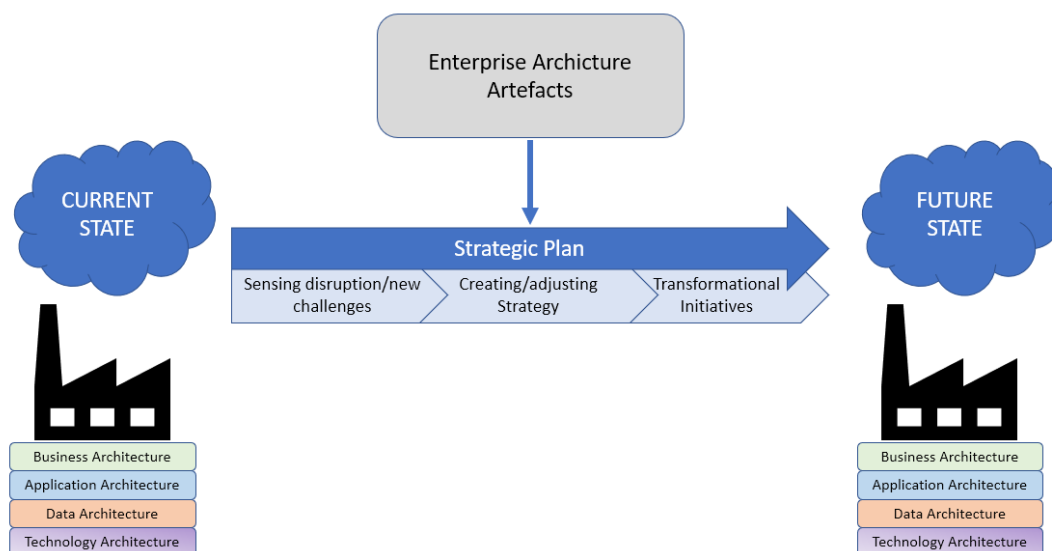 Enterprise Archicture
Artefacts
CURRENT
STATE
FUTURE
STATE
Strategic Plan
Sensing disruption/new
challenges
Creating/adjusting
Strategy
Transformational
Initiatives
Business Architecture
Application Architecture
Data Architecture
Technology Architecture
Business Architecture
Application Architecture
Data Architecture
Technology Architecture